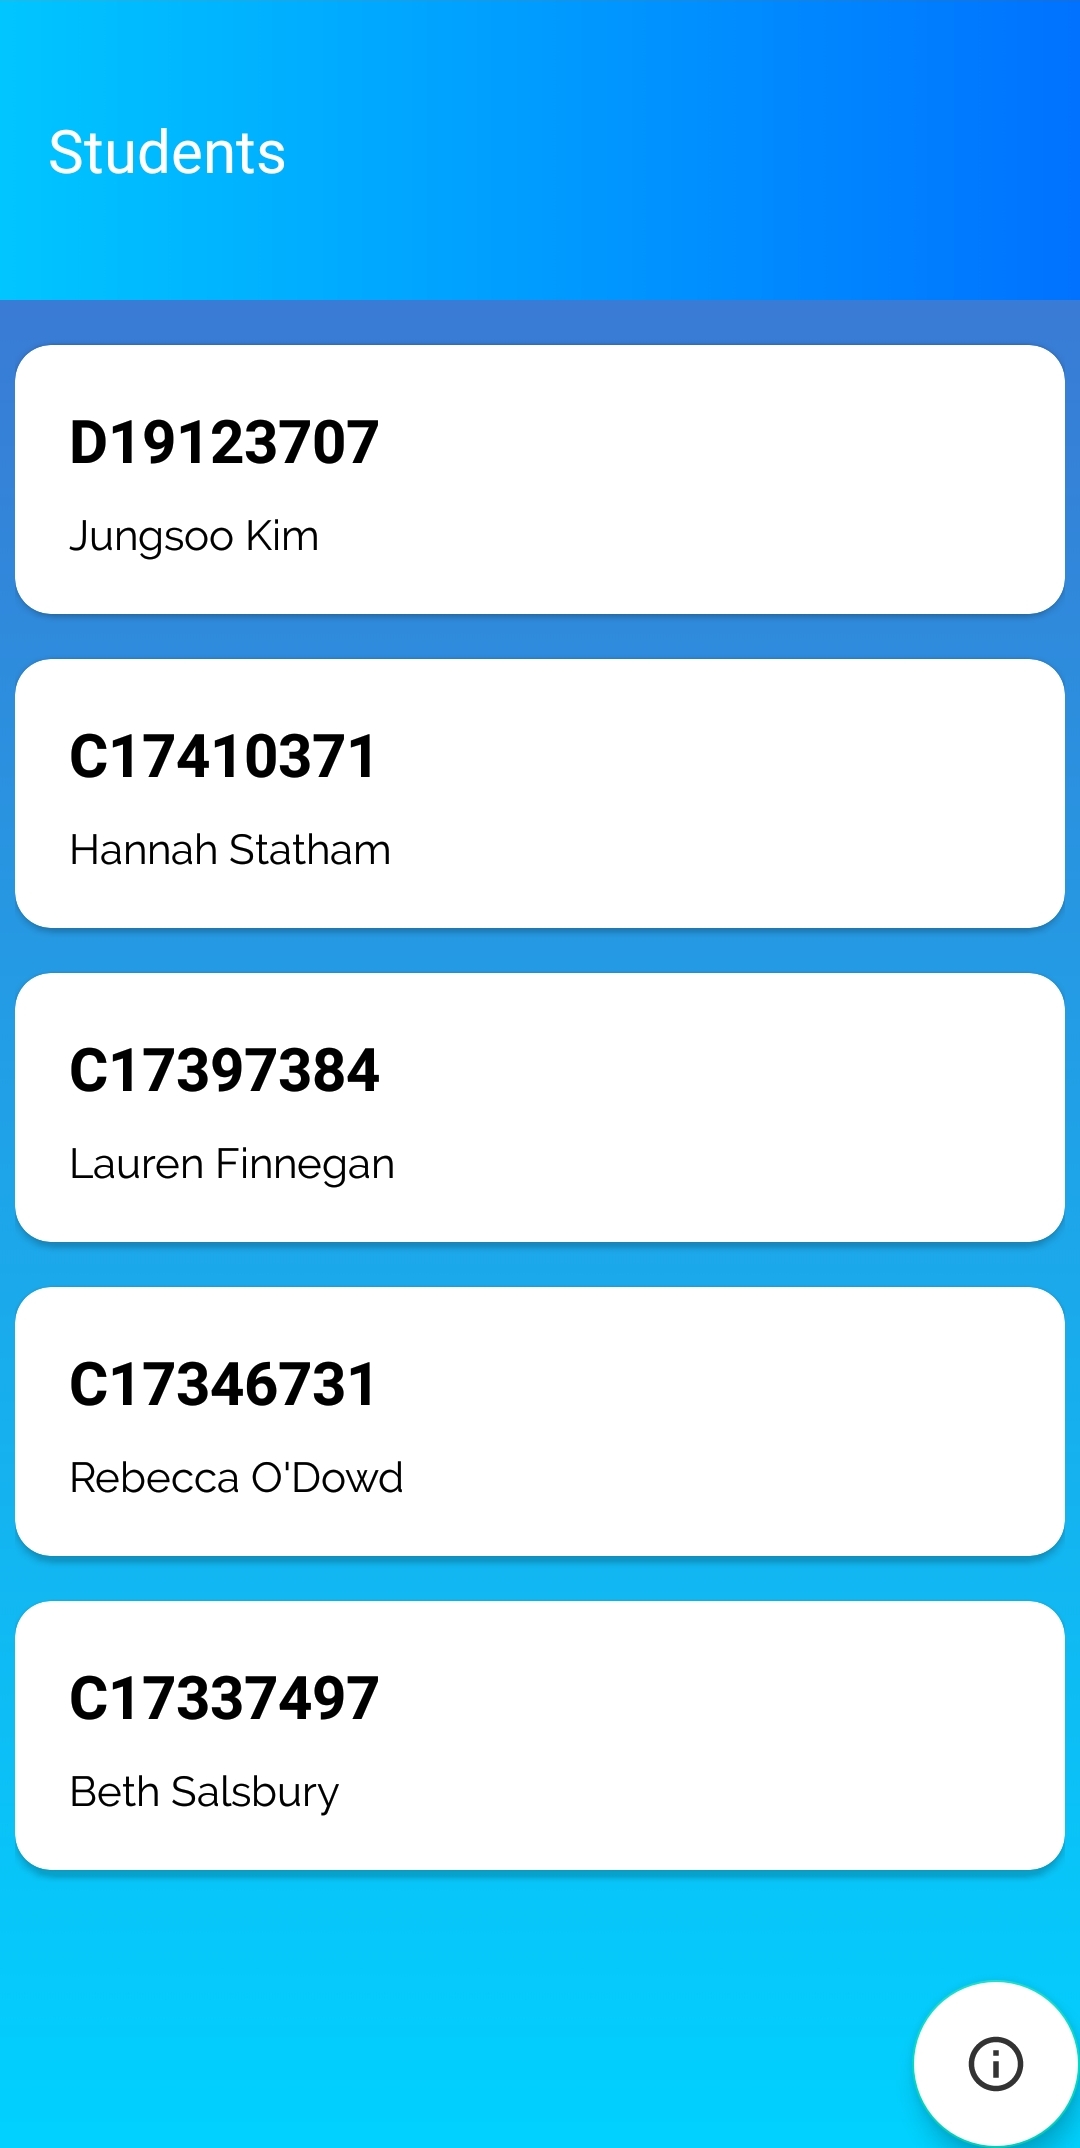 Students
D19123707
Jungsoo Kim
C17410371
Hannah Statham
C17397384
Lauren Finnegan
C17346731
Rebecca O'Dowd
C17337497
Beth Salsbury